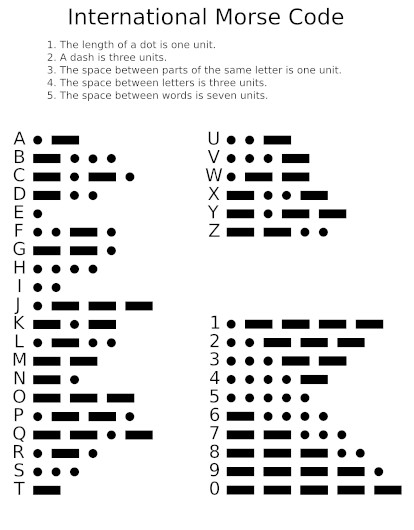 International Morse Code
1. The length of a dot is one unit.
2. A dash is three units.
3. The space between parts of the same letter is one unit.
4. The space between letters is three units.
5. The space between words is seven units.
A
B
C
D
E
F
G
H
I
J
K
L
M
N
O
P
Q
R
S
T
U
V
W
X
Y
Z
1
2
3
4
5
6
7
8
9
0